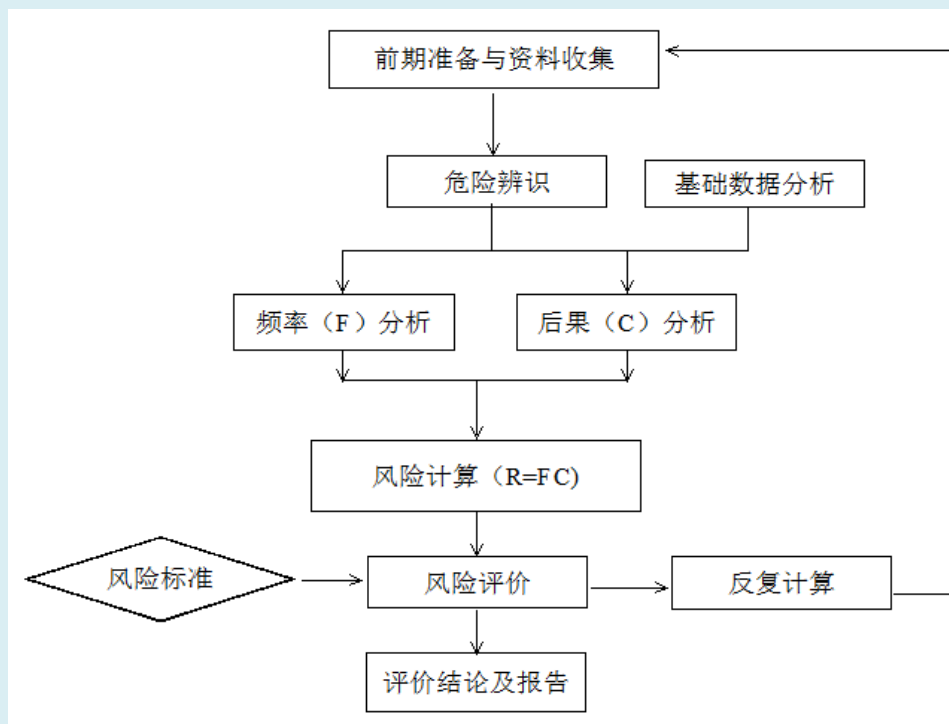 前期准备与资料收集
危险辨识
基础数据分析
频率（F）分析
后果（C）分析
风险计算（R=FC)
风险标准
风险评价
反复计算
评价结论及报告